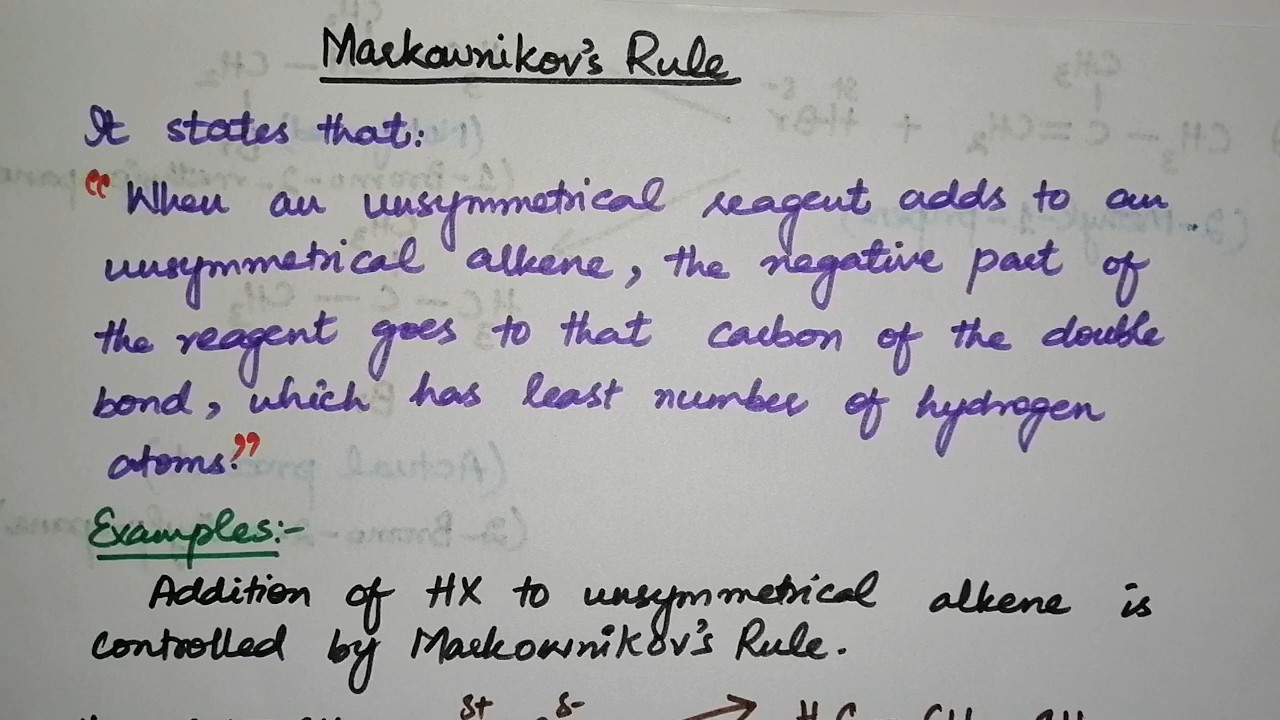 Markownikov's Rule
It states that:
"When an unsymmetrical reagent adds to an
unsymmetrical alkene, the negative part of
the reagent goes to that carbon of the double
bond, which has least number of hydrogen
atoms."
Examples:-
Addition of HX to unsymmetrical alkene is
controlled by Markownikov's Rule.
δ+ δ-